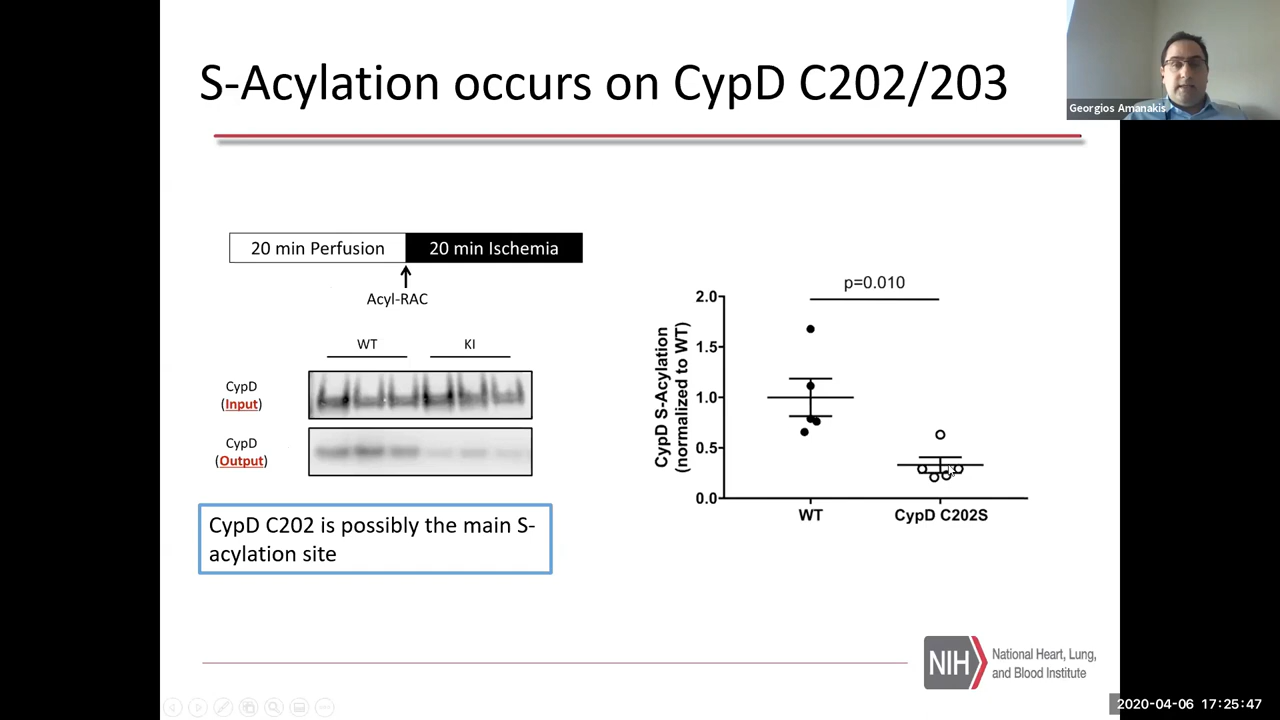 S-Acylation occurs on CypD C202/203
Georgios Amanakis
20 min Perfusion
20 min Ischemia
Acyl-RAC
WT
KI
CypD
(Input)
CypD
(Output)
CypD C202 is possibly the main S-
acylation site
p=0.010
CypD S-Acylation
(normalized to WT)
2.0
1.5
1.0
0.5
0.0
WT
CypD C202S
NIH
National Heart, Lung,
and Blood Institute
2020-04-06 17:25:47